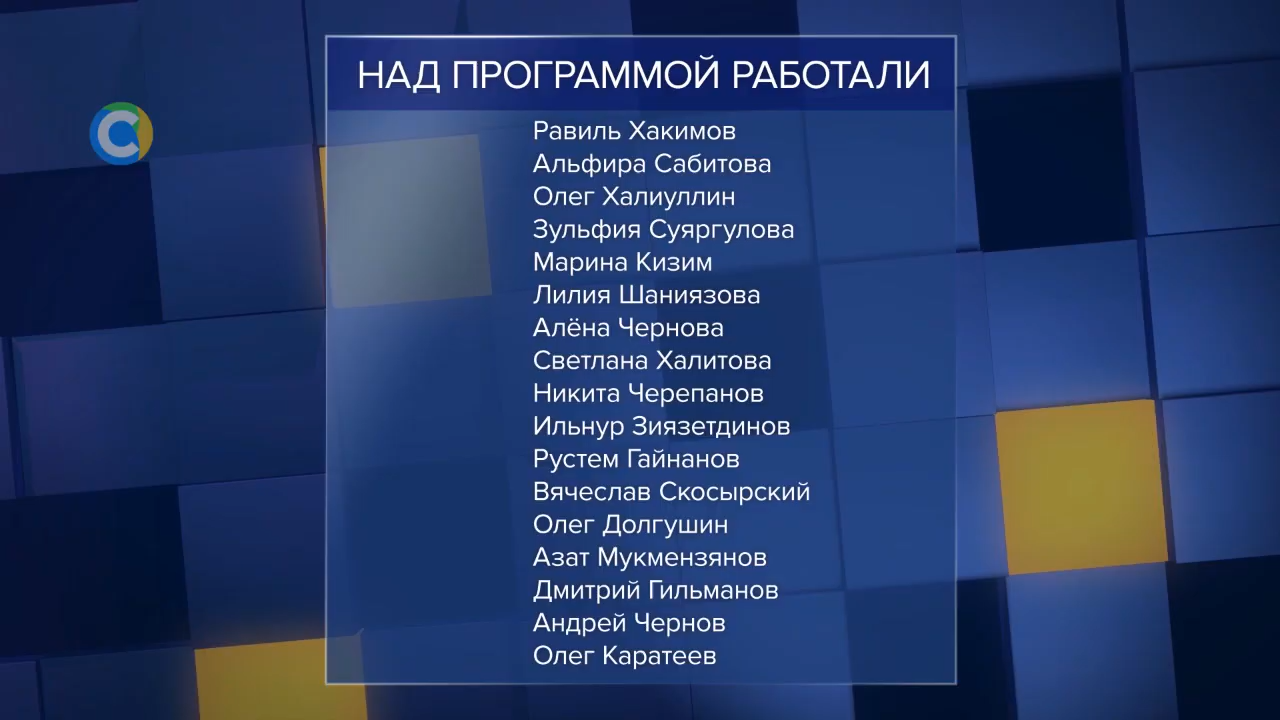 НАД ПРОГРАММОЙ РАБОТАЛИ
Равиль Хакимов
Альфира Сабитова
Олег Халиуллин
Зульфия Суяргулова
Марина Кизим
Лилия Шаниязова
Алёна Чернова
Светлана Халитова
Никита Черепанов
Ильнур Зиязетдинов
Рустем Гайнанов
Вячеслав Скосырский
Олег Долгушин
Азат Мукмензянов
Дмитрий Гильманов
Андрей Чернов
Олег Каратеев